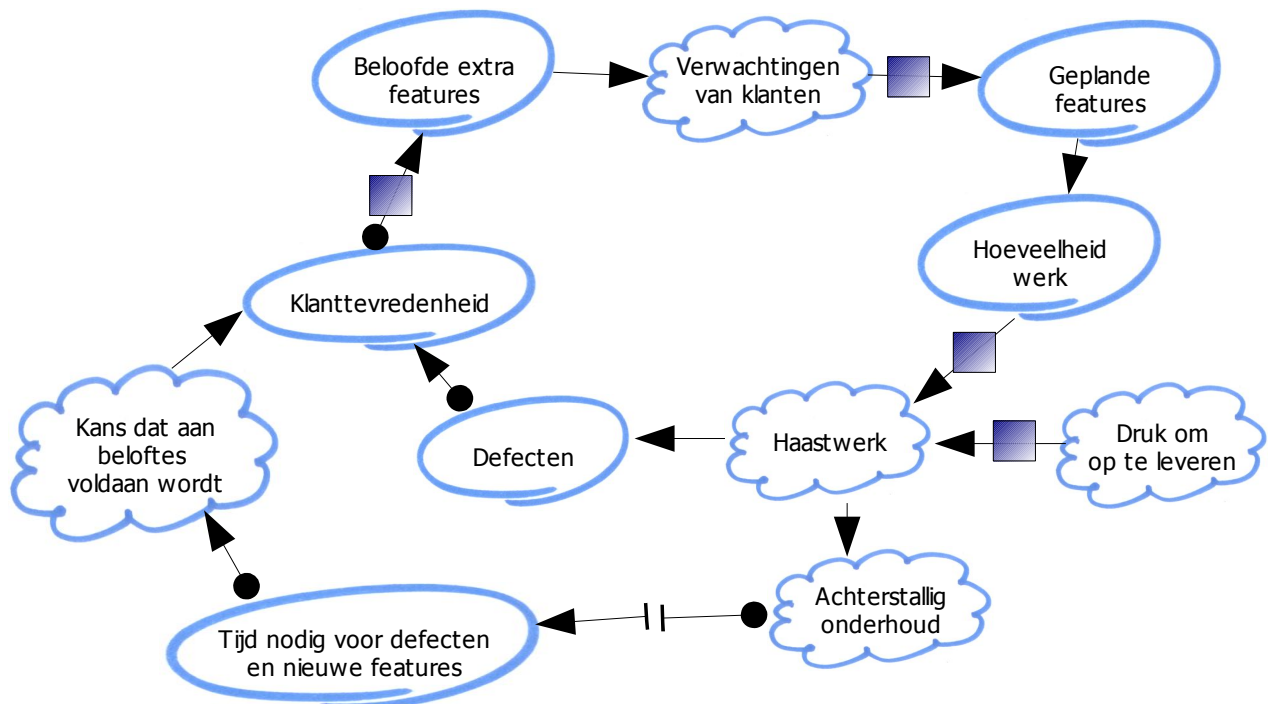 Beloofde extra
features
Verwachtingen
van klanten
Geplande
features
Hoeveelheid
werk
Klanttevredenheid
Kans dat aan
beloftes
voldaan wordt
Defecten
Haastwerk
Druk om
op te leveren
Achterstallig
onderhoud
Tijd nodig voor defecten
en nieuwe features